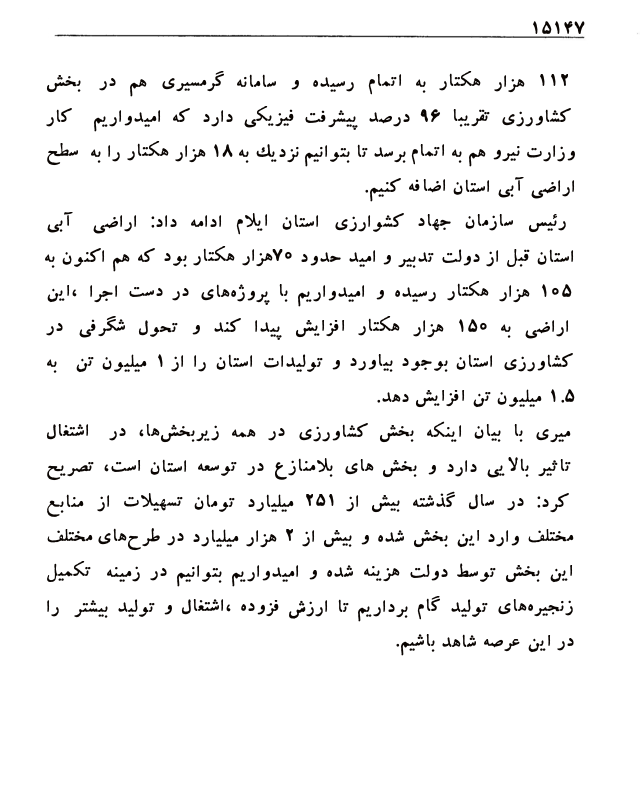 ۱۵۱۴۷
۱۱۲ هزار هکتار به اتمام رسیده و سامانه گرمسیری هم در بخش
کشاورزی تقریبا ۹۶ درصد پیشرفت فیزیکی دارد که امیدواریم کار
وزارت نیرو هم به اتمام برسد تا بتوانیم نزدیك به ۱۸ هزار هکتار را به سطح
اراضی آبی استان اضافه کنیم.
رئیس سازمان جهاد کشوارزی استان ایلام ادامه داد: اراضی آبی
استان قبل از دولت تدبیر و امید حدود ۷۰هزار هکتار بود که هم اکنون به
۱۰۵ هزار هکتار رسیده و امیدواریم با پروژه‌های در دست اجرا ،این
اراضی به ۱۵۰ هزار هکتار افزایش پیدا کند و تحول شگرفی در
کشاورزی استان بوجود بیاورد و تولیدات استان را از ۱ میلیون تن به
۱.۵ میلیون تن افزایش دهد.
میری با بیان اینکه بخش کشاورزی در همه زیربخش‌ها، در اشتغال
تاثیر بالایی دارد و بخش های بلامنازع در توسعه استان است، تصریح
کرد: در سال گذشته بیش از ۲۵۱ میلیارد تومان تسهیلات از منابع
مختلف وارد این بخش شده و بیش از ۲ هزار میلیارد در طرح‌های مختلف
این بخش توسط دولت هزینه شده و امیدواریم بتوانیم در زمینه تکمیل
زنجیره‌های تولید گام برداریم تا ارزش فزوده ،اشتغال و تولید بیشتر را
در این عرصه شاهد باشیم.